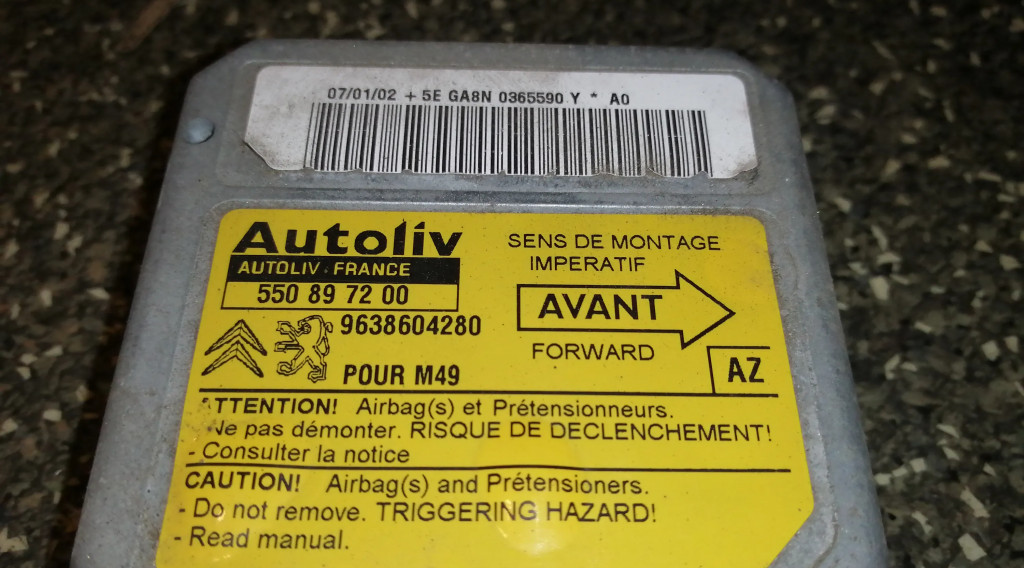 07/01/02 + 5E GA8N 0365590 Y * A0
Autoliv
AUTOLIV · FRANCE
550 89 72 00
9638604280
POUR M49
SENS DE MONTAGE
IMPERATIF
AVANT
FORWARD
AZ
ATTENTION! Airbag(s) et Prétensionneurs.
Ne pas démonter. RISQUE DE DECLENCHEMENT!
- Consulter la notice
CAUTION! Airbag(s) and Prétensioners.
- Do not remove. TRIGGERING HAZARD!
- Read manual.